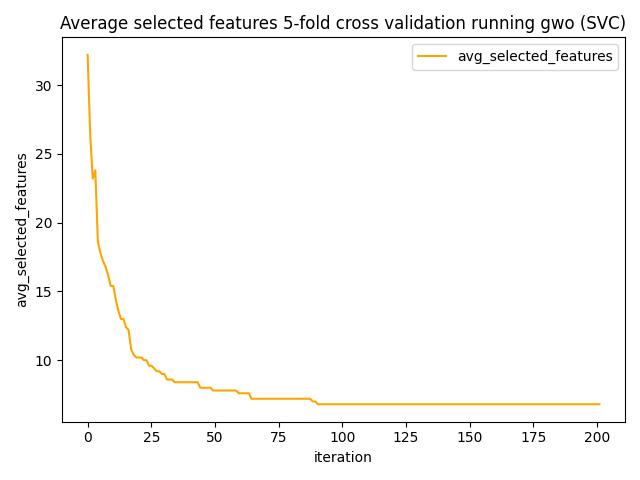 Average selected features 5-fold cross validation running gwo (SVC)
avg_selected_features
avg_selected_features
30
25
20
15
10
0 25 50 75 100 125 150 175 200
iteration